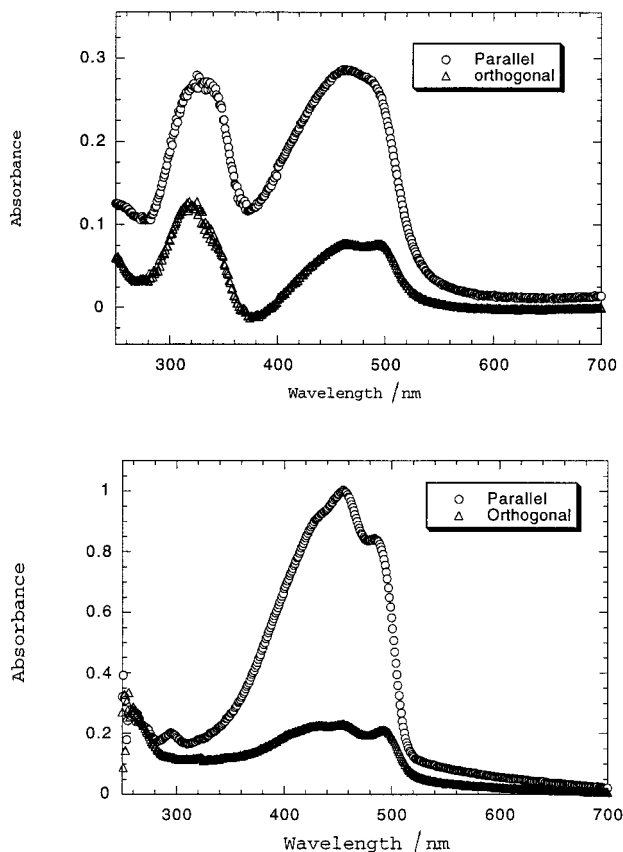 0.3
0.2
0.1
0
Absorbance
Parallel
orthogonal
300 400 500 600 700
Wavelength /nm
1
0.8
0.6
0.4
0.2
0
Absorbance
Parallel
Orthogonal
300 400 500 600 700
Wavelength /nm